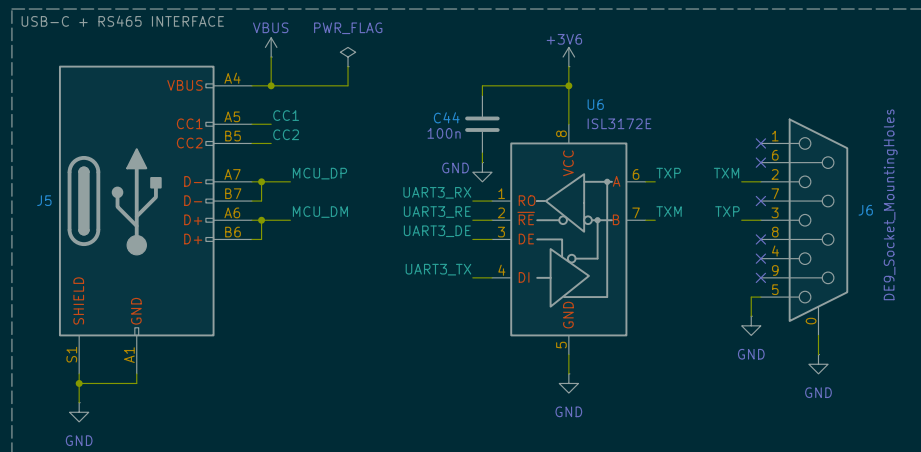 USB-C + RS465 INTERFACE
VBUS
PWR_FLAG
VBUS A4
CC1 A5 CC1
CC2 B5 CC2
D- A7 MCU_DP
D- B7
D+ A6 MCU_DM
D+ B6
J5
SHIELD
GND
S1
A1
GND
+3V6
C44
100n
GND
U6
ISL3172E
8
VCC
UART3_RX 1 RO
UART3_RE 2 RE
UART3_DE 3 DE
UART3_TX 4 DI
A 6 TXP
B 7 TXM
GND
5
GND
1
6
TXM 2
7
TXP 3
8
4
9
5
GND
0
GND
J6
DE9_Socket_MountingHoles